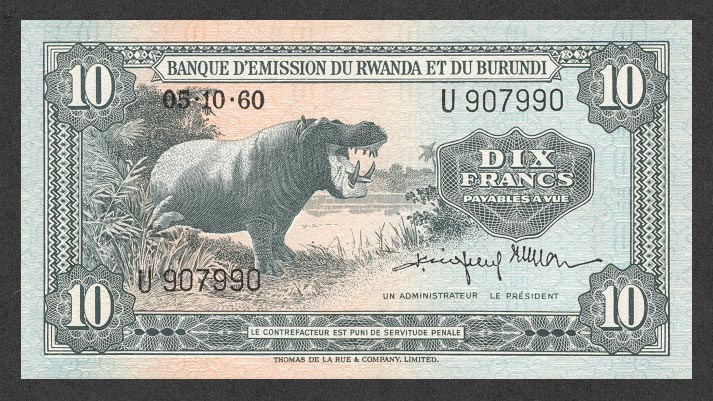 10
10
BANQUE D'EMISSION DU RWANDA ET DU BURUNDI
05·10·60
U 907990
DIX
FRANCS
PAYABLES A VUE
U 907990
UN ADMINISTRATEUR LE PRÉSIDENT
10
10
LE CONTREFACTEUR EST PUNI DE SERVITUDE PENALE
THOMAS DE LA RUE & COMPANY, LIMITED.